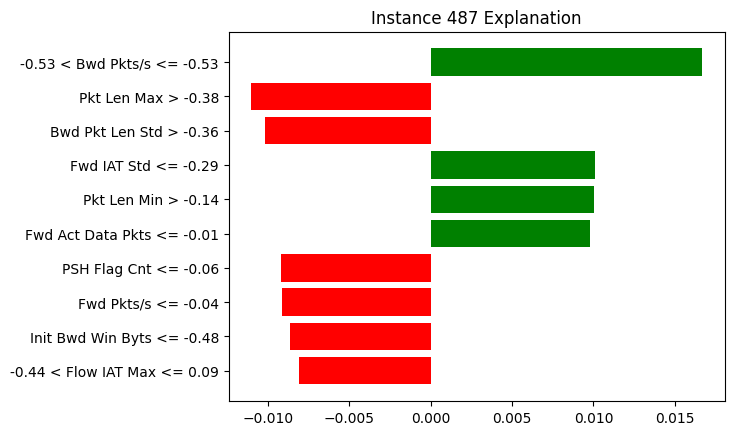 Instance 487 Explanation
-0.53 < Bwd Pkts/s <= -0.53
Pkt Len Max > -0.38
Bwd Pkt Len Std > -0.36
Fwd IAT Std <= -0.29
Pkt Len Min > -0.14
Fwd Act Data Pkts <= -0.01
PSH Flag Cnt <= -0.06
Fwd Pkts/s <= -0.04
Init Bwd Win Byts <= -0.48
-0.44 < Flow IAT Max <= 0.09
-0.010 -0.005 0.000 0.005 0.010 0.015